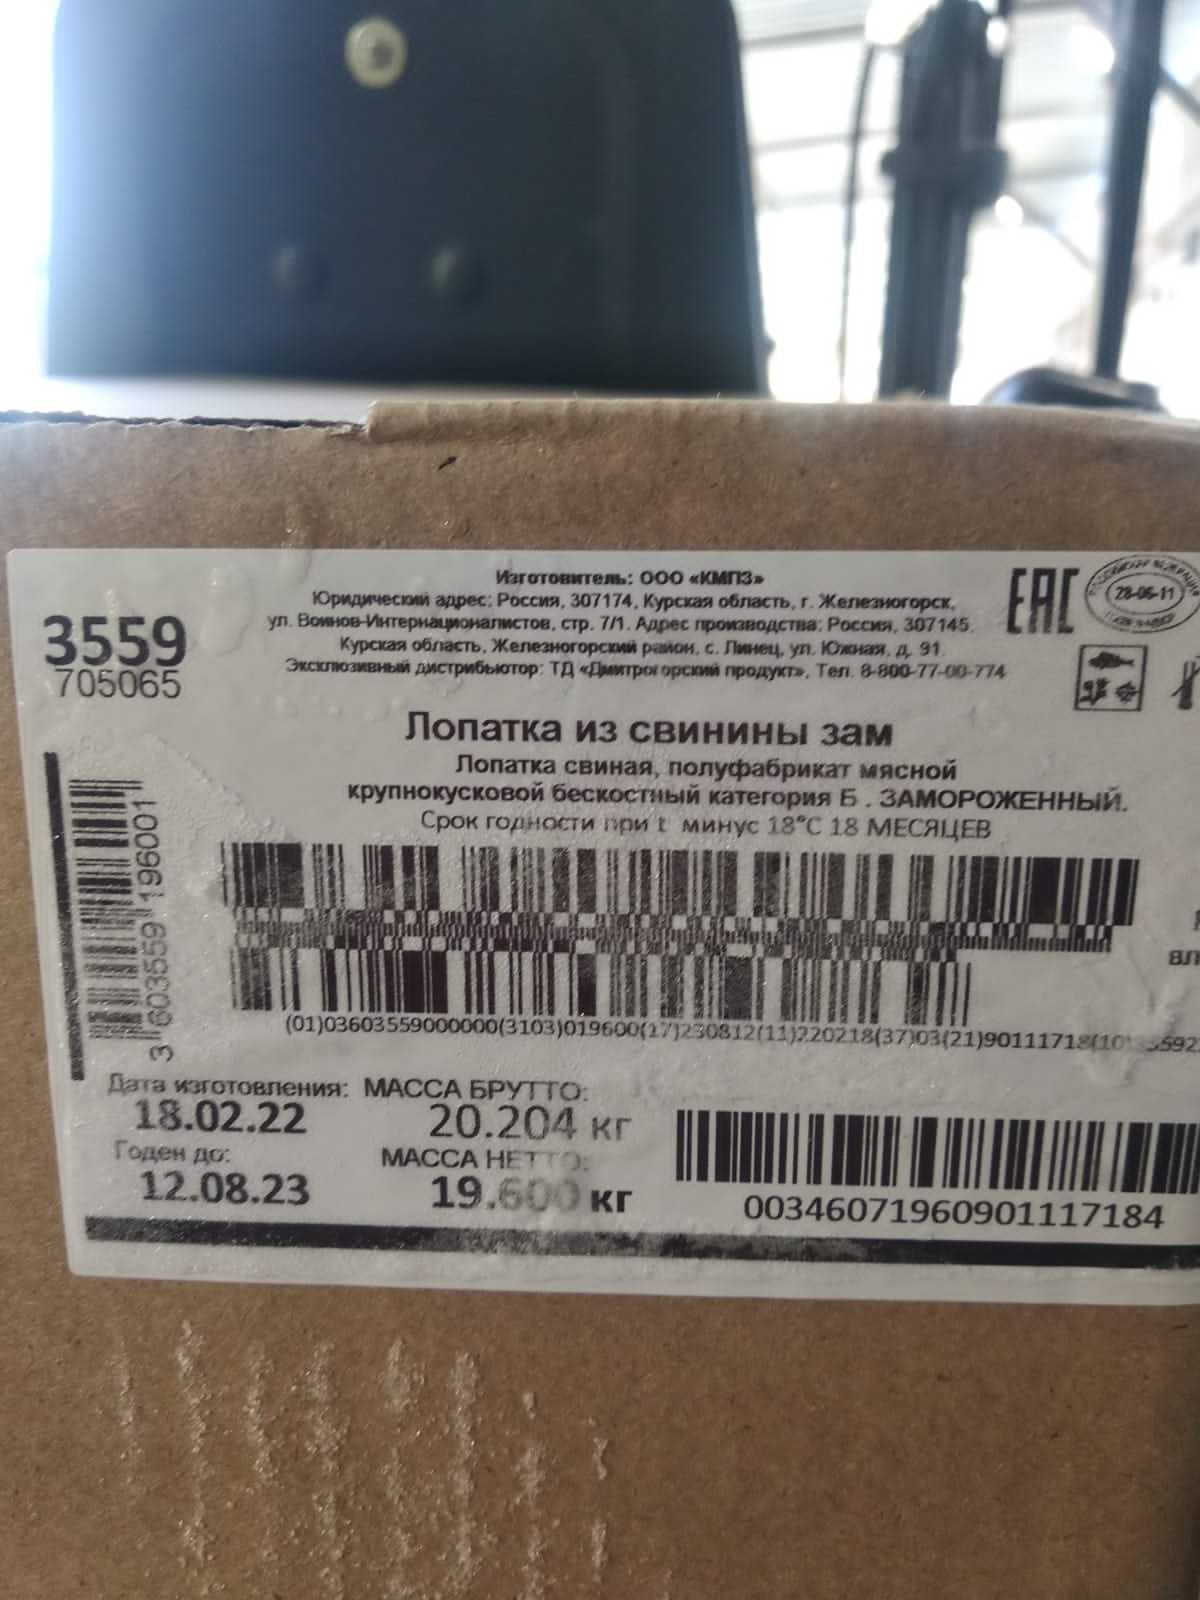 Изготовитель: ООО «КМПЗ»
Юридический адрес: Россия, 307174, Курская область, г. Железногорск,
ул. Воинов-Интернационалистов, стр. 7/1. Адрес производства: Россия, 307145.
Курская область, Железногорский район, с. Линец, ул. Южная, д. 91.
Эксклюзивный дистрибьютор: ТД «Дмитрогорский продукт», Тел. 8-800-77-00-774
EAC
28-06-11
3559
705065
Лопатка из свинины зам
Лопатка свиная, полуфабрикат мясной
крупнокусковой бескостный категория Б . ЗАМОРОЖЕННЫЙ.
Срок годности при t минус 18°С 18 МЕСЯЦЕВ
3 603559 196001
(01)03603559000000(3103)019600(17)230812(11)220218(37)03(21)90111718(10)
Дата изготовления: МАССА БРУТТО:
18.02.22 20.204 кг
Годен до: МАССА НЕТТО:
12.08.23 19.600 кг
00346071960901117184